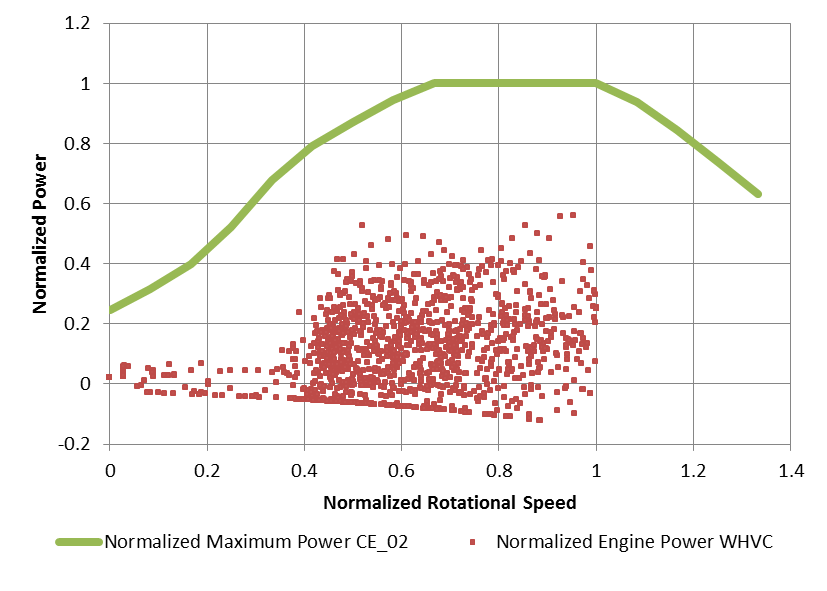 1.2
1
0.8
0.6
0.4
0.2
0
-0.2
Normalized Power
0 0.2 0.4 0.6 0.8 1 1.2 1.4
Normalized Rotational Speed
Normalized Maximum Power CE_02 Normalized Engine Power WHVC